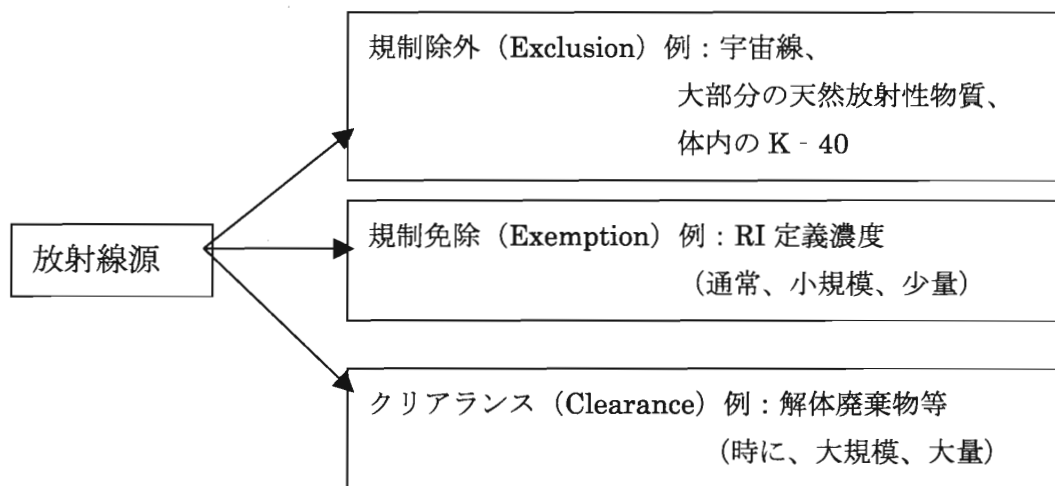 規制除外（Exclusion）例：宇宙線、
大部分の天然放射性物質、
体内の K‐40
放射線源
規制免除（Exemption）例：RI 定義濃度
（通常、小規模、少量）
クリアランス（Clearance）例：解体廃棄物等
（時に、大規模、大量）